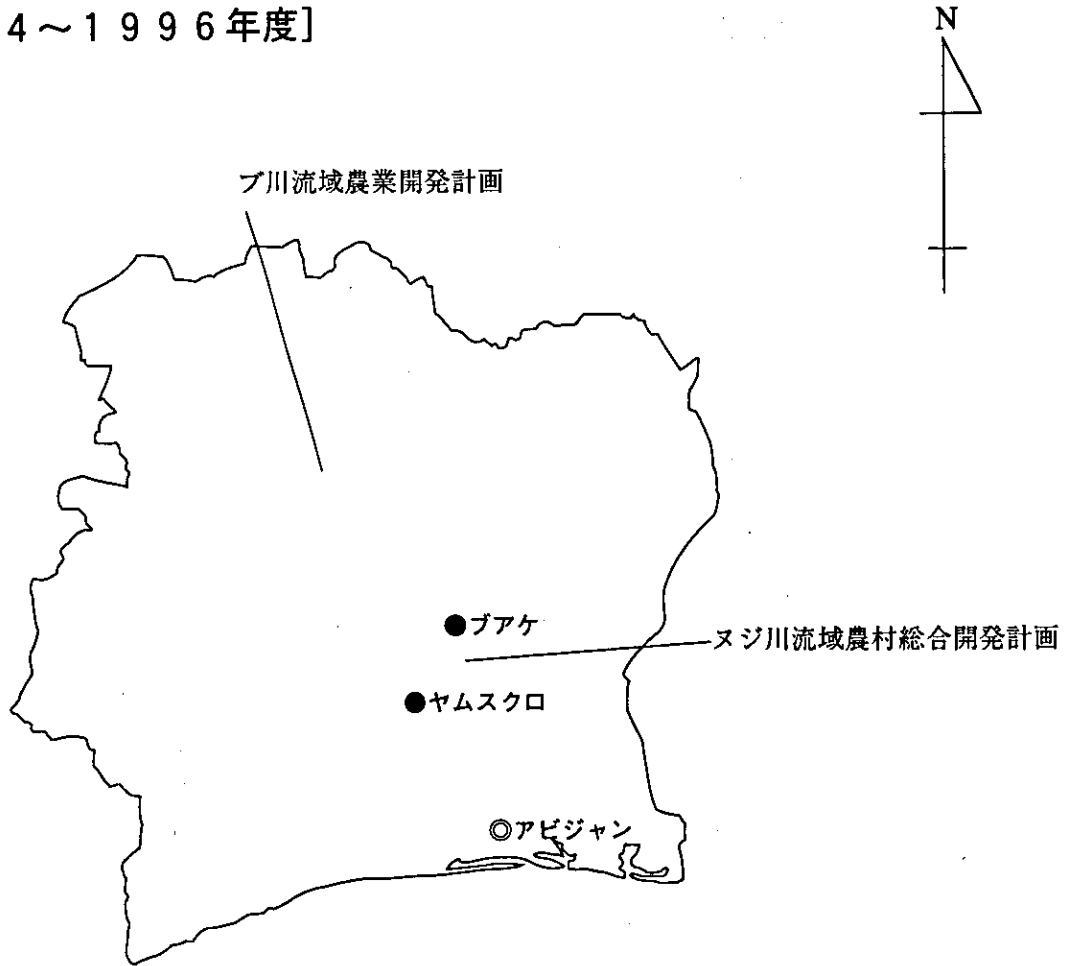 4～1996年度]
N
ブ川流域農業開発計画
ブアケ
ヌジ川流域農村総合開発計画
ヤムスクロ
アビジャン